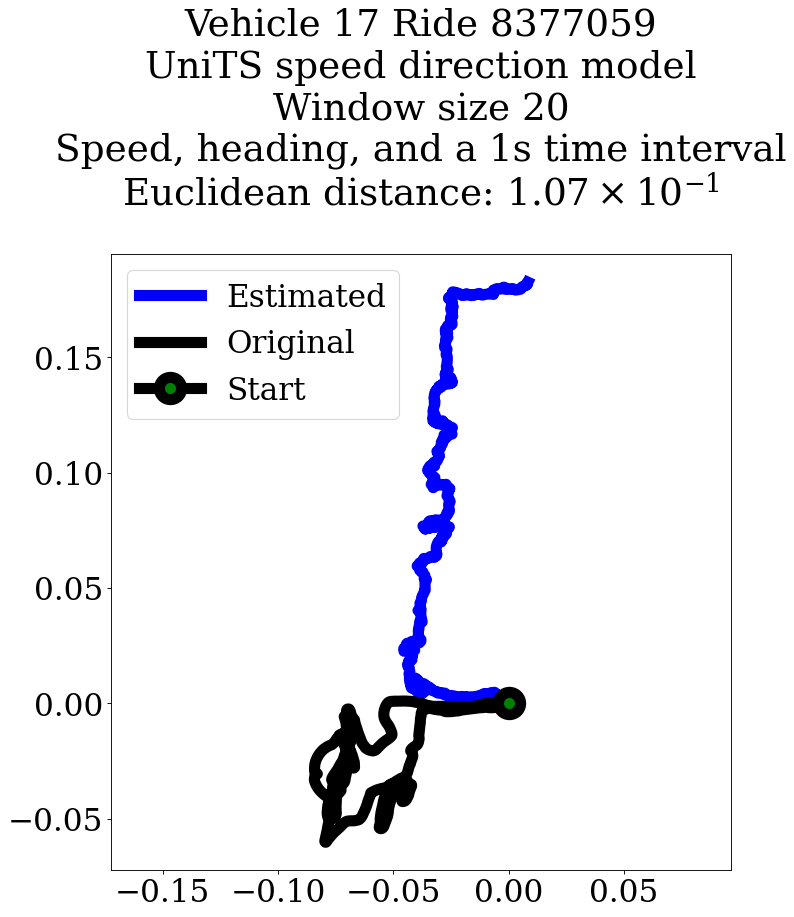 Vehicle 17 Ride 8377059
UniTS speed direction model
Window size 20
Speed, heading, and a 1s time interval
Euclidean distance: 1.07 × 10⁻¹
Estimated
Original
Start
0.15
0.10
0.05
0.00
−0.05
−0.15 −0.10 −0.05 0.00 0.05